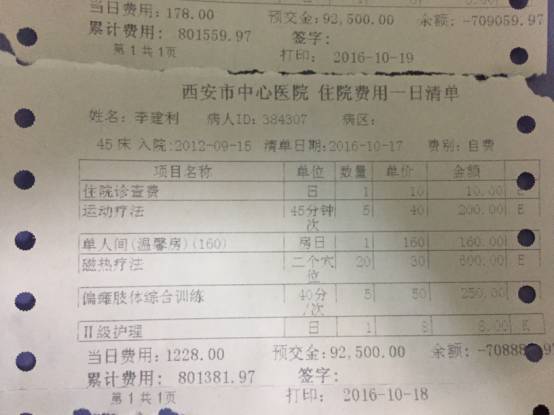 当日费用: 178.00 预交金: 92,500.00 余额: -709059.97
累计费用: 801559.97 签字:
第 1 共 1页 打印: 2016-10-19
西安市中心医院 住院费用一日清单
姓名: 李建利 病人ID: 384307 病区:
45 床 入院: 2012-09-15 清单日期: 2016-10-17 费别: 自费
项目名称 单位 数量 单价 金额
住院诊查费 日 1 10 10.00 E
运动疗法 45分钟/次 5 40 200.00 E
单人间(温馨房)(160) 房日 1 160 160.00
磁热疗法 二个穴位 20 30 600.00 E
偏瘫肢体综合训练 40分/次 5 50 250.00
II级护理 日 1 8 8.00 E
当日费用: 1228.00 预交金: 92,500.00 余额: -70888
累计费用: 801381.97 签字:
第 1 共 1页 打印: 2016-10-18